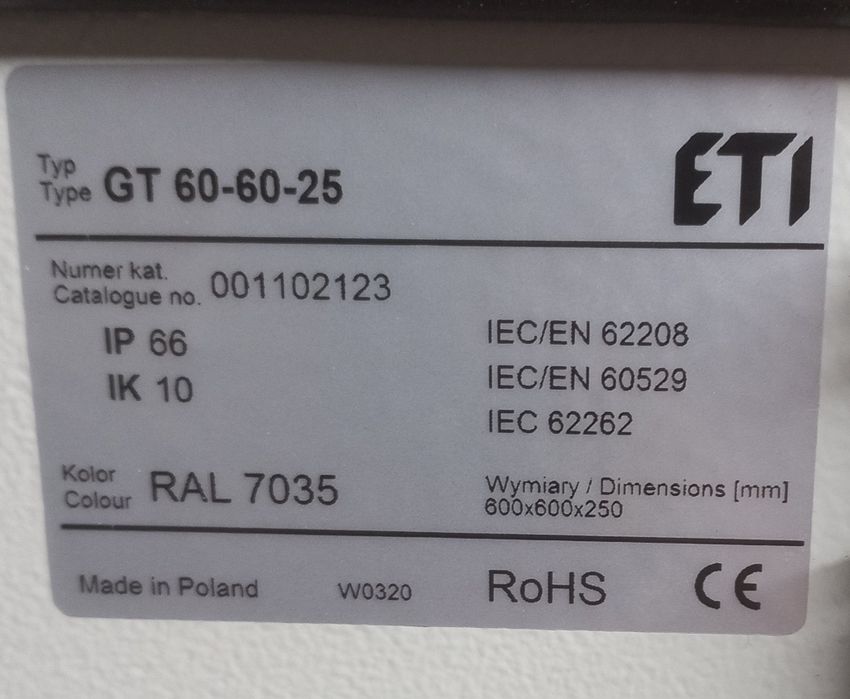 Typ
Type GT 60-60-25
ETI
Numer kat.
Catalogue no. 001102123
IP 66
IK 10
IEC/EN 62208
IEC/EN 60529
IEC 62262
Kolor
Colour RAL 7035
Wymiary / Dimensions [mm]
600x600x250
Made in Poland W0320 RoHS CE